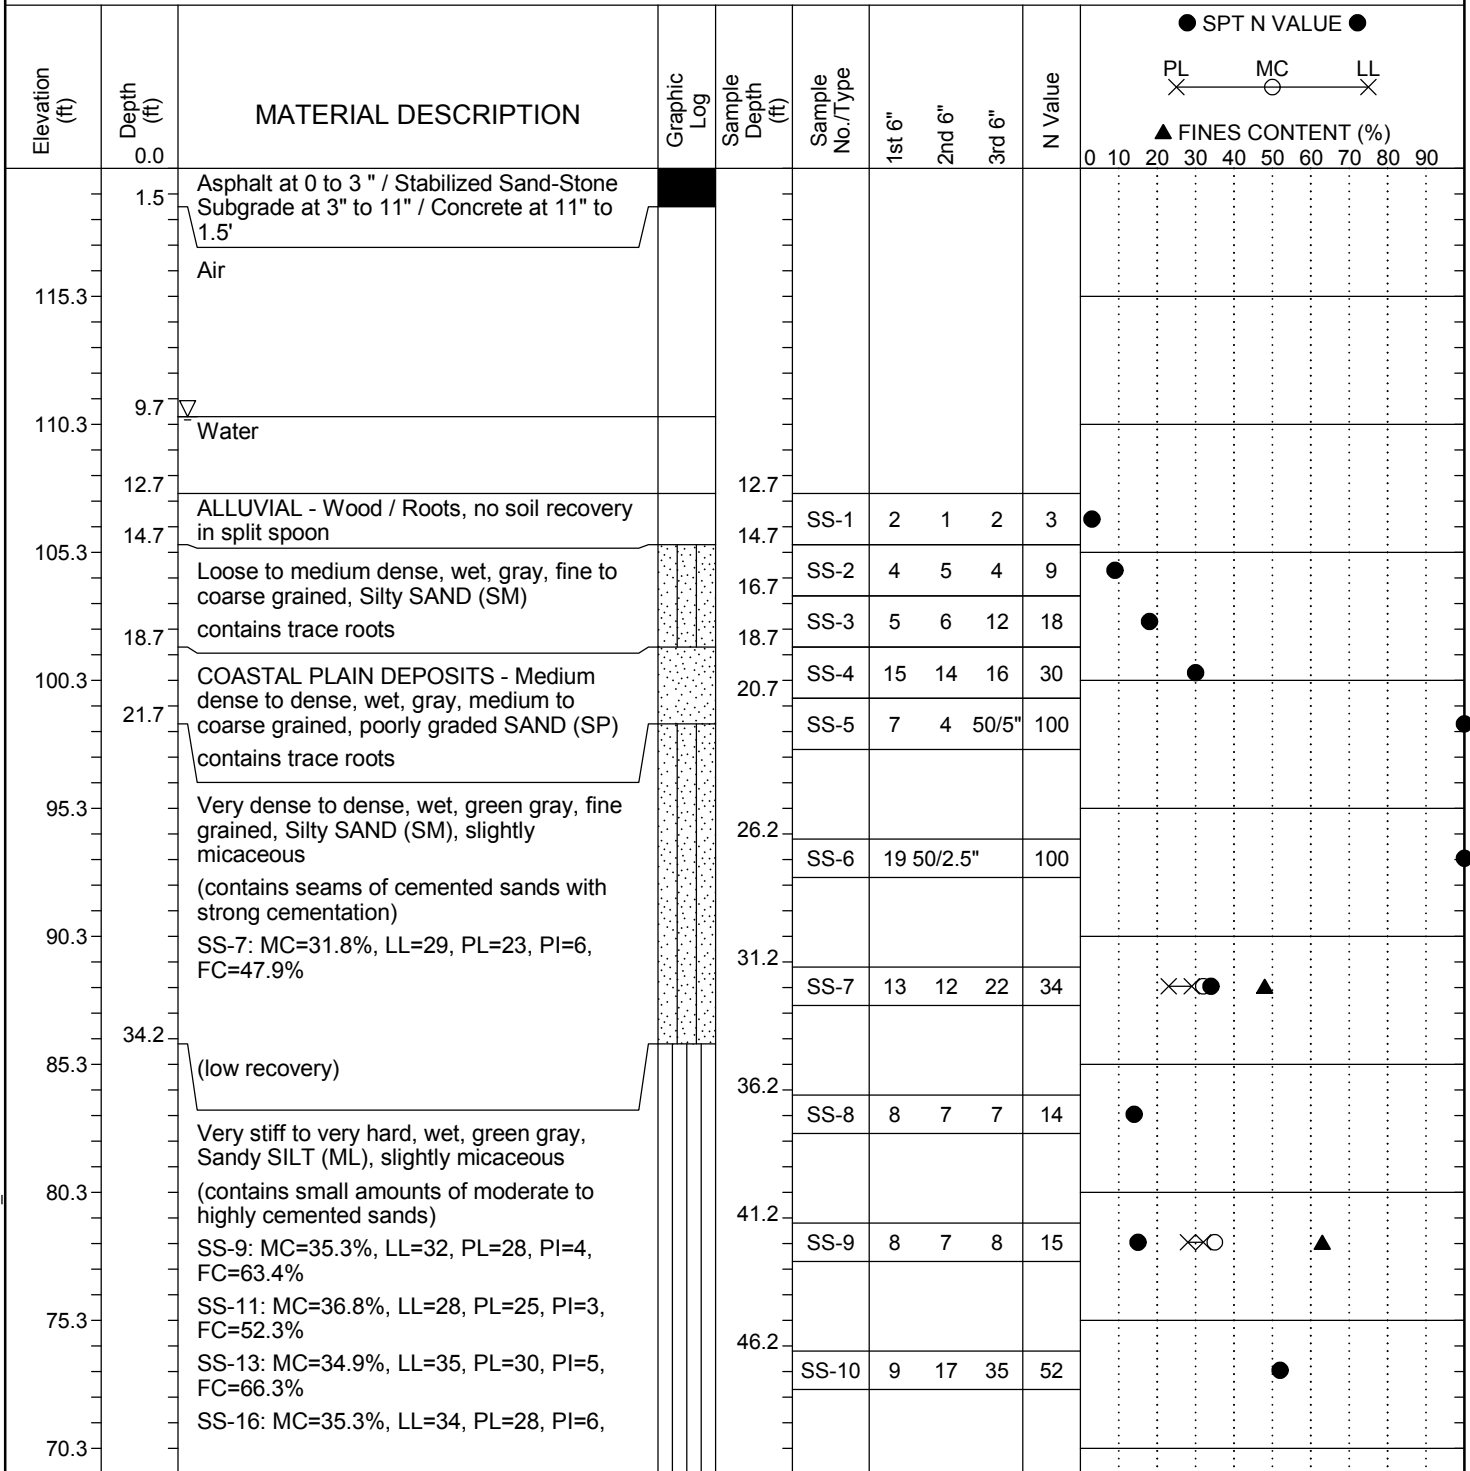 ● SPT N VALUE ●
PL MC LL
▲ FINES CONTENT (%)
0 10 20 30 40 50 60 70 80 90
Elevation (ft)
Depth (ft)
0.0
MATERIAL DESCRIPTION
Graphic Log
Sample Depth (ft)
Sample No./Type
1st 6"
2nd 6"
3rd 6"
N Value
1.5
Asphalt at 0 to 3 " / Stabilized Sand-Stone
Subgrade at 3" to 11" / Concrete at 11" to
1.5'
Air
115.3
9.7
110.3
Water
12.7 12.7
ALLUVIAL - Wood / Roots, no soil recovery
in split spoon
SS-1 2 1 2 3
14.7 14.7
105.3
Loose to medium dense, wet, gray, fine to
coarse grained, Silty SAND (SM)
SS-2 4 5 4 9
16.7
contains trace roots
SS-3 5 6 12 18
18.7 18.7
COASTAL PLAIN DEPOSITS - Medium
dense to dense, wet, gray, medium to
coarse grained, poorly graded SAND (SP)
SS-4 15 14 16 30
100.3
20.7
21.7
SS-5 7 4 50/5" 100
contains trace roots
95.3
Very dense to dense, wet, green gray, fine
grained, Silty SAND (SM), slightly
micaceous
26.2
SS-6 19 50/2.5" 100
(contains seams of cemented sands with
strong cementation)
90.3
SS-7: MC=31.8%, LL=29, PL=23, PI=6,
FC=47.9%
31.2
SS-7 13 12 22 34
34.2
85.3
(low recovery)
36.2
SS-8 8 7 7 14
Very stiff to very hard, wet, green gray,
Sandy SILT (ML), slightly micaceous
80.3
(contains small amounts of moderate to
highly cemented sands)
41.2
SS-9 8 7 8 15
SS-9: MC=35.3%, LL=32, PL=28, PI=4,
FC=63.4%
SS-11: MC=36.8%, LL=28, PL=25, PI=3,
FC=52.3%
75.3
46.2
SS-13: MC=34.9%, LL=35, PL=30, PI=5,
FC=66.3%
SS-10 9 17 35 52
SS-16: MC=35.3%, LL=34, PL=28, PI=6,
70.3